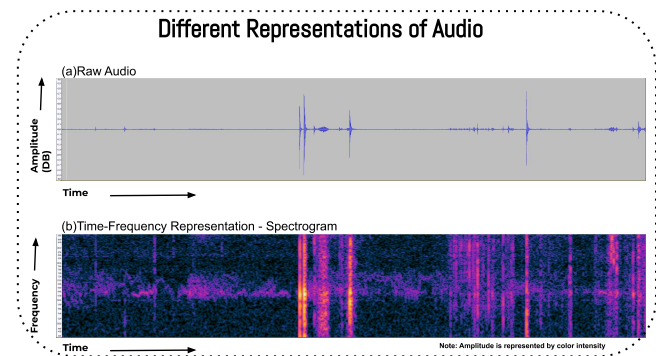 Different Representations of Audio
(a)Raw Audio
Amplitude
(DB)
Time
(b)Time-Frequency Representation - Spectrogram
Frequency
Time
Note: Amplitude is represented by color intensity